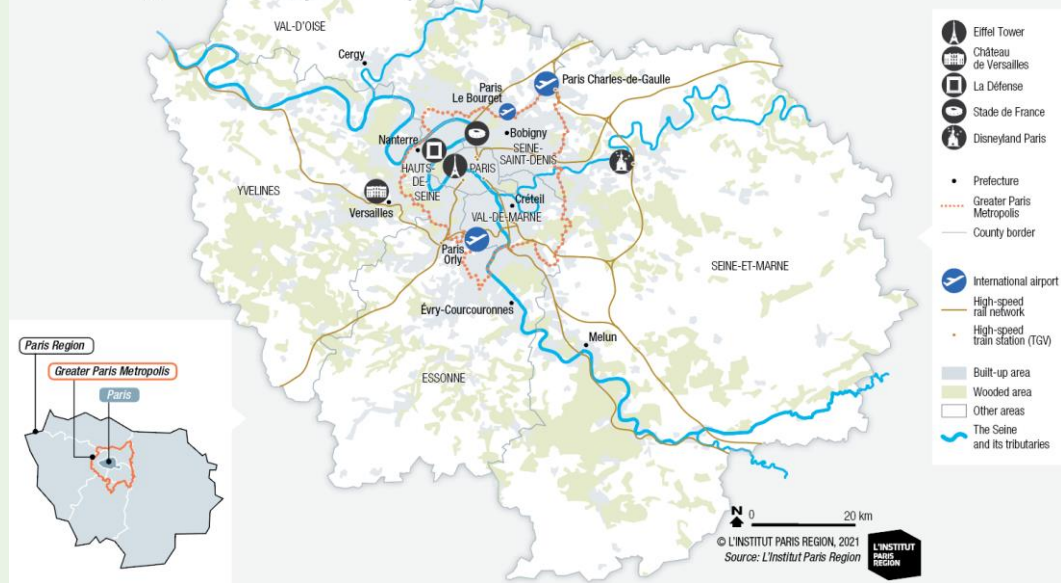 VAL-D'OISE
Cergy
Paris Charles-de-Gaulle
Paris
Le Bourget
Bobigny
Nanterre
SEINE-
SAINT-DENIS
HAUTS-
DE-
SEINE
PARIS
YVELINES
Versailles
Créteil
VAL-DE-MARNE
Paris
Orly
SEINE-ET-MARNE
Évry-Courcouronnes
Melun
ESSONNE
Eiffel Tower
Château
de Versailles
La Défense
Stade de France
Disneyland Paris
Prefecture
Greater Paris
Metropolis
County border
International airport
High-speed
rail network
High-speed
train station (TGV)
Built-up area
Wooded area
Other areas
The Seine
and its tributaries
Paris Region
Greater Paris Metropolis
Paris
N 0 20 km
© L'INSTITUT PARIS REGION, 2021
Source: L'Institut Paris Region
L'INSTITUT
PARIS
REGION